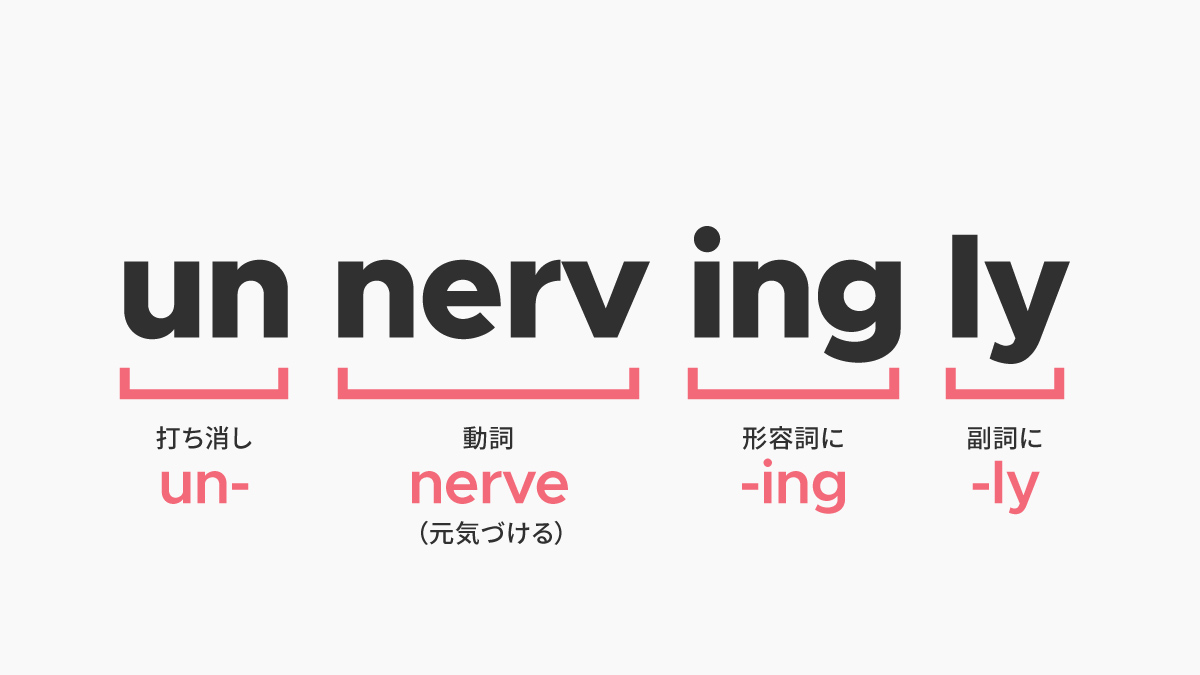 un nerv ing ly
打ち消し 動詞 形容詞に 副詞に
un- nerve -ing -ly
（元気づける）